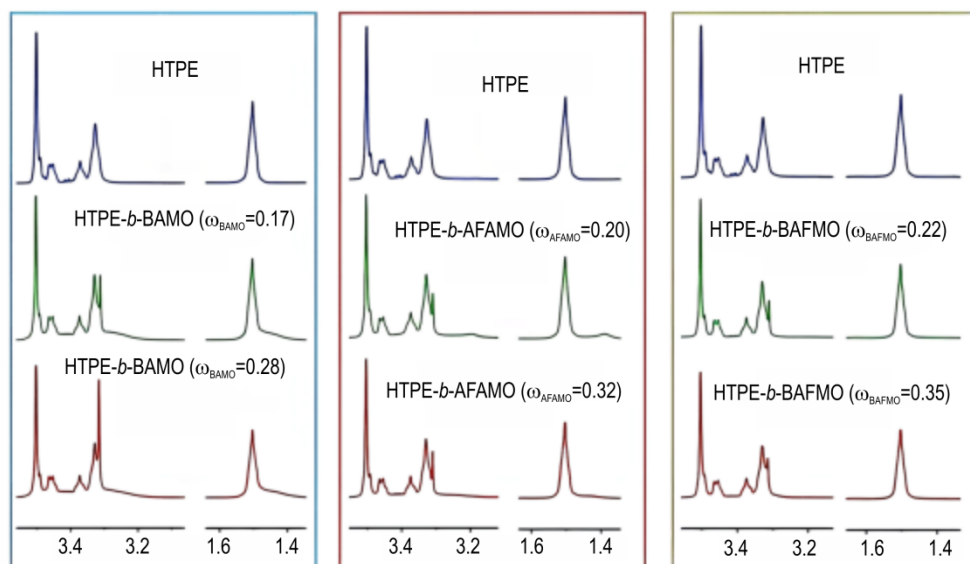 HTPE
HTPE-b-BAMO (ωBAMO=0.17)
HTPE-b-BAMO (ωBAMO=0.28)
3.4 3.2 1.6 1.4
HTPE
HTPE-b-AFAMO (ωAFAMO=0.20)
HTPE-b-AFAMO (ωAFAMO=0.32)
3.4 3.2 1.6 1.4
HTPE
HTPE-b-BAFMO (ωBAFMO=0.22)
HTPE-b-BAFMO (ωBAFMO=0.35)
3.4 3.2 1.6 1.4